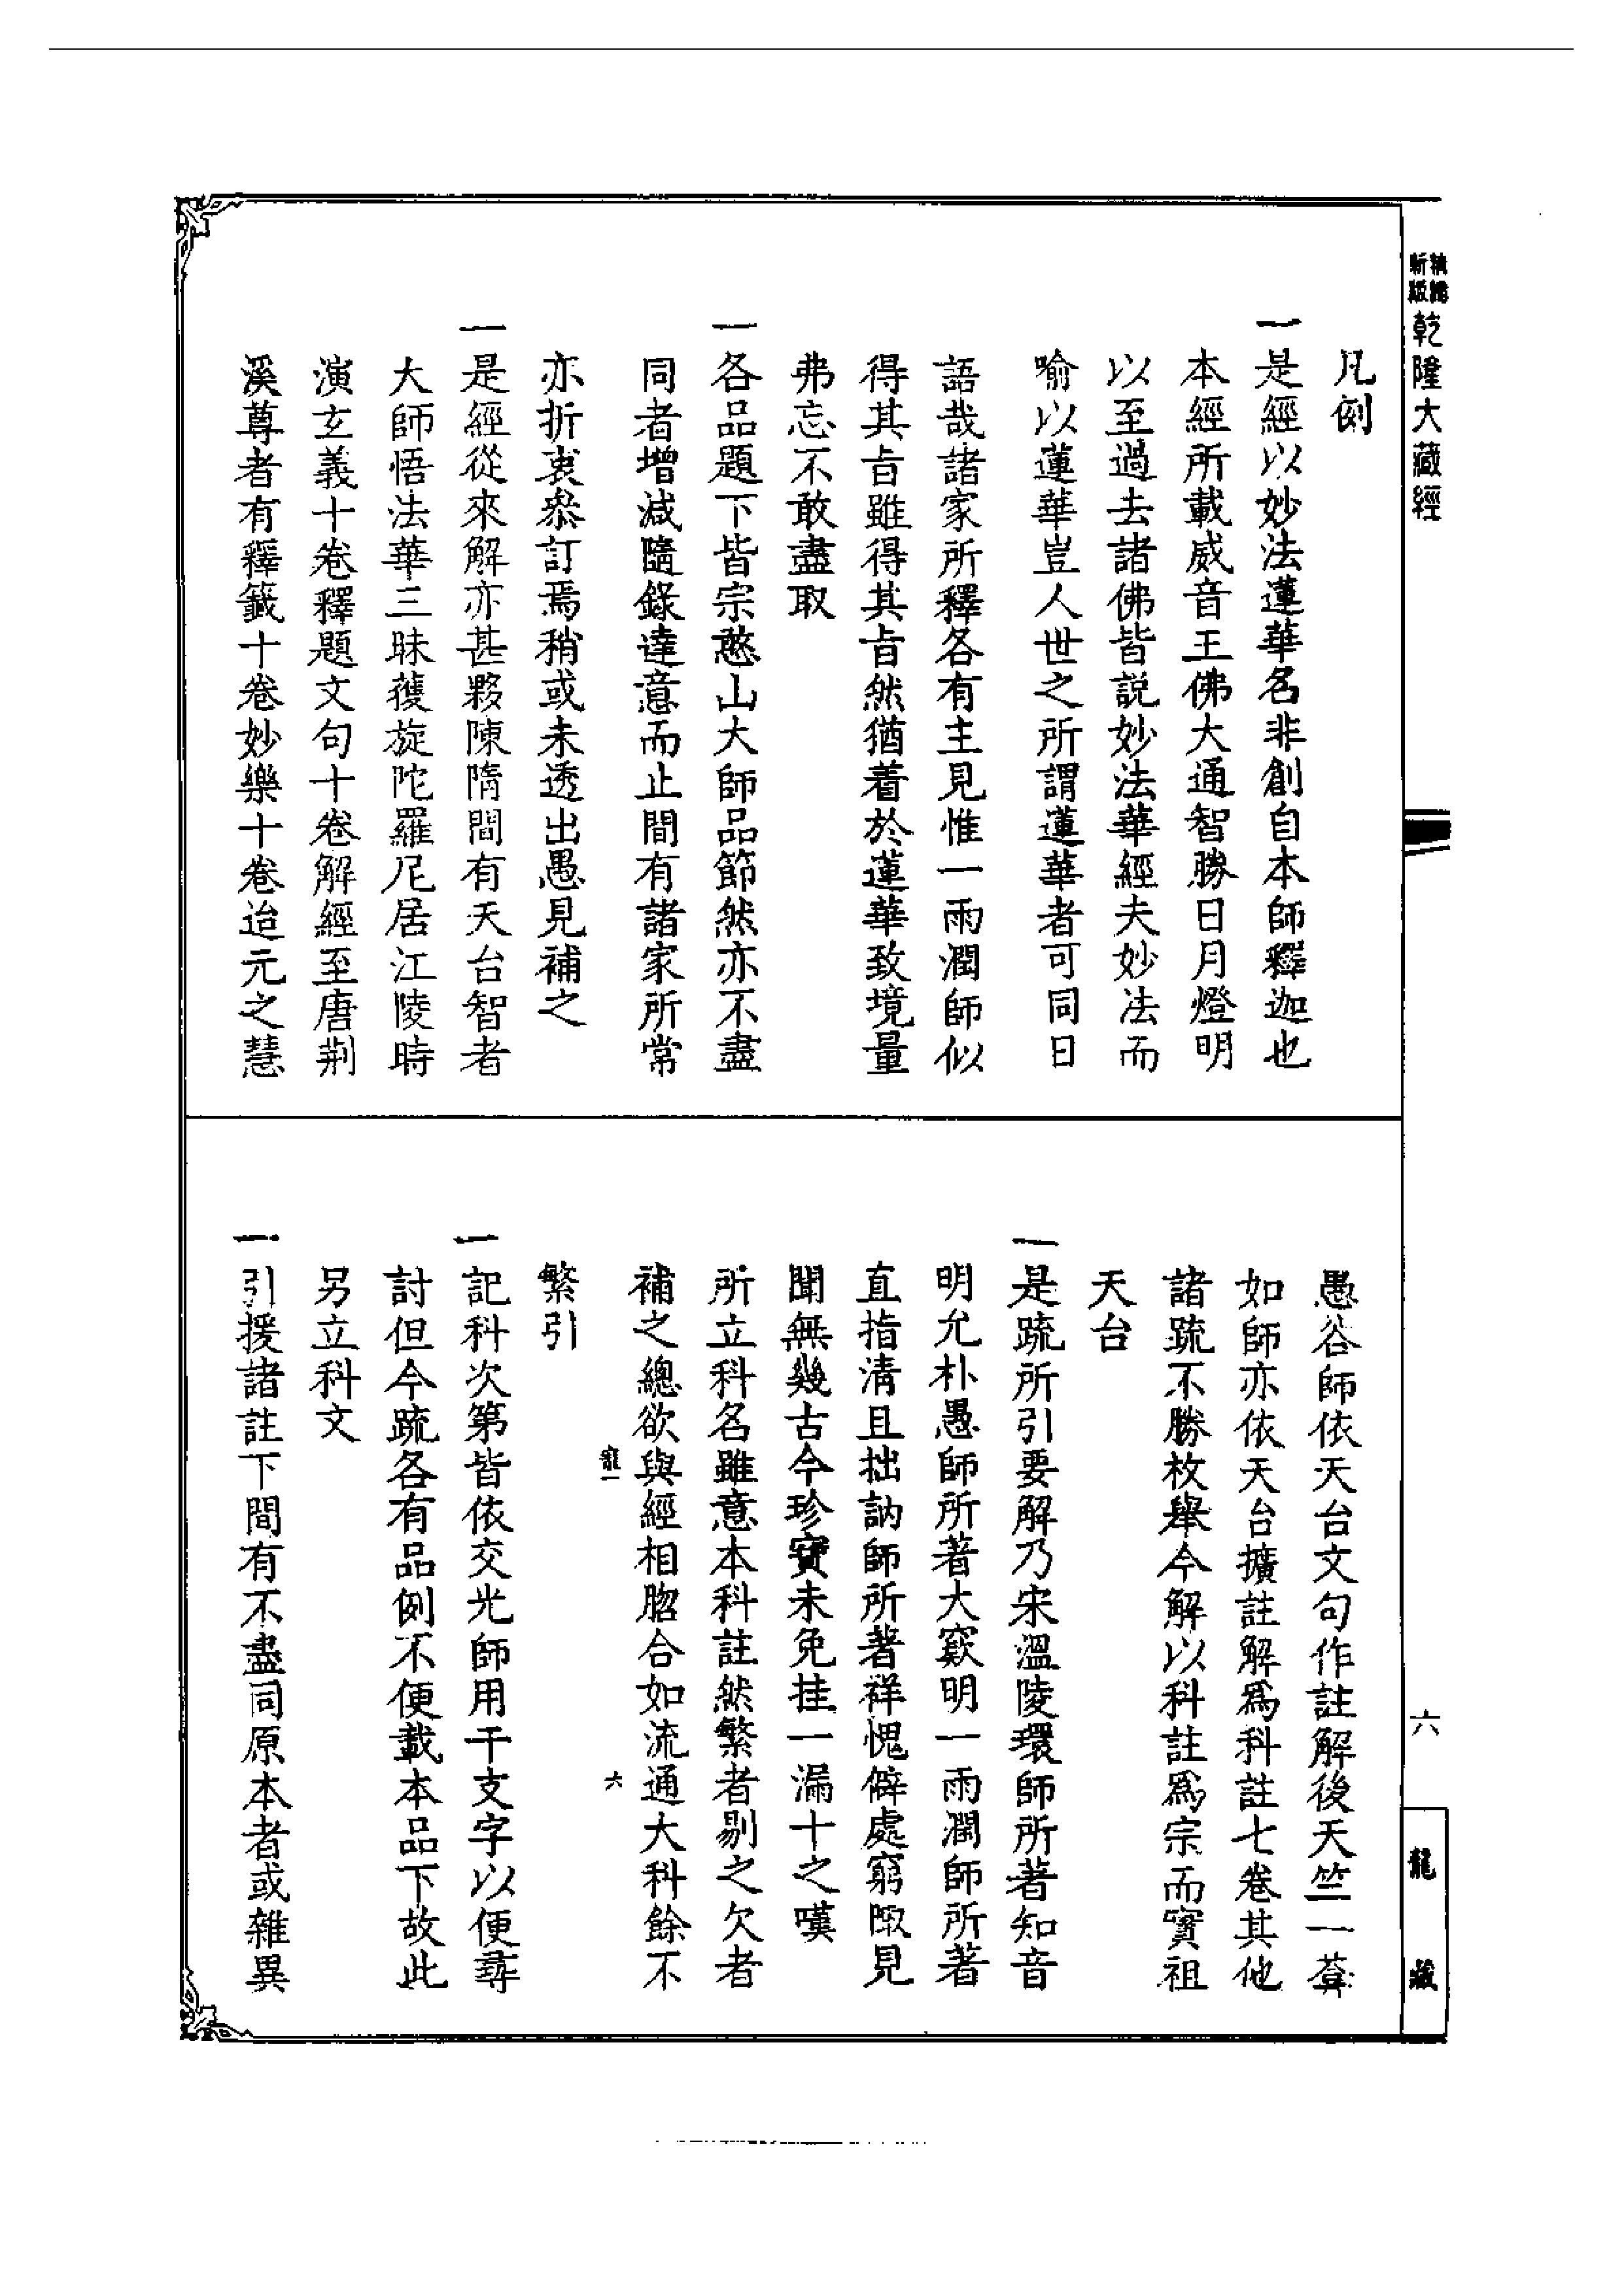 新版
乾隆大藏經
六
龍藏
凡例
一是經以妙法蓮華名非創自本師釋迦也
本經所載威音王佛大通智勝日月燈明
以至過去諸佛皆説妙法華經夫妙法而
喻以蓮華豈人世之所謂蓮華者可同日
語哉諸家所釋各有主見惟一雨潤師似
得其旨雖得其旨然猶着於蓮華致境量
弗忘不敢盡取
一各品題下皆宗憨山大師品節然亦不盡
同者增減隨錄達意而止間有諸家所常
亦折衷叅訂焉稍或未透出愚見補之
一是經從來解亦甚夥陳隋間有天台智者
大師悟法華三昧獲旋陀羅尼居江陵時
演玄義十卷釋題文句十卷解經至唐荆
溪尊者有釋籤十卷妙樂十卷迨元之慧
愚谷師依天台文句作註解後天竺一菴
如師亦依天台擴註解爲科註七卷其他
諸疏不勝枚舉今解以科註爲宗而實祖
天台
一是疏所引要解乃宋溫陵環師所著知音
明允朴愚師所著大窾明一雨潤師所著
直指清且拙訥師所著祥愧僻處窮陬見
聞無幾古今珍寶未免挂一漏十之嘆
所立科名雖意本科註然繁者剔之欠者
補之總欲與經相脗合如流通大科餘不
龍一
六
繁引
一記科次第皆依交光師用干支字以便尋
討但今疏各有品例不便載本品下故此
另立科文
一引援諸註下間有不盡同原本者或雜異